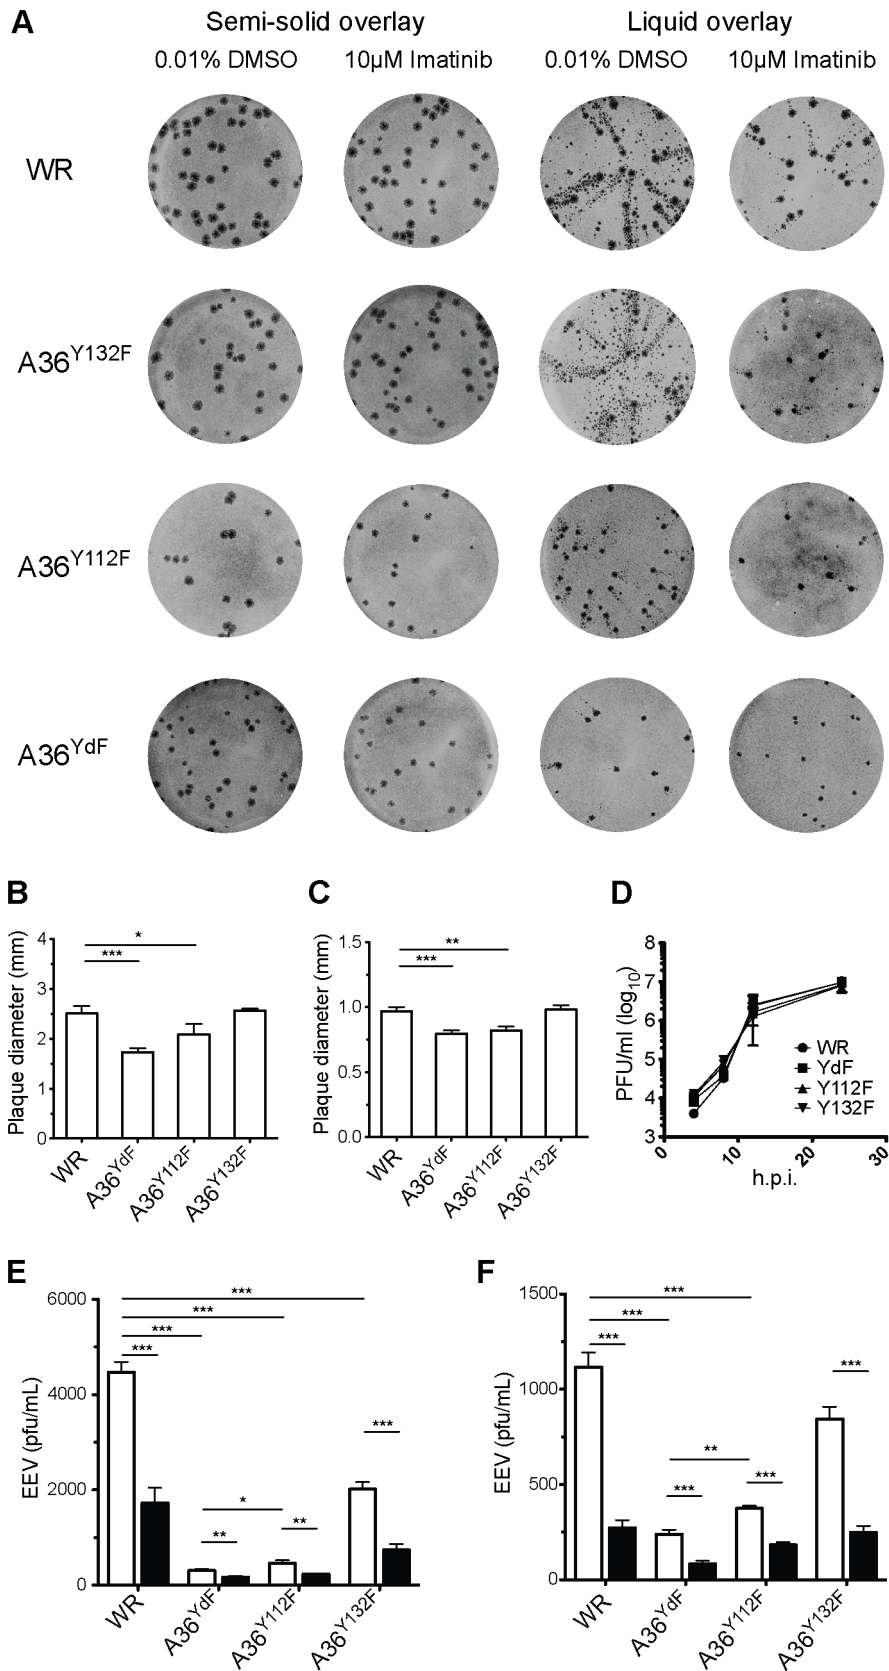 A
Semi-solid overlay
Liquid overlay
0.01% DMSO
10µM Imatinib
0.01% DMSO
10µM Imatinib
WR
A36Y132F
A36Y112F
A36YdF
B
Plaque diameter (mm)
4
3
2
1
0
*
***
WR
A36YdF
A36Y112F
A36Y132F
C
Plaque diameter (mm)
1.5
1.0
0.5
0.0
**
***
WR
A36YdF
A36Y112F
A36Y132F
D
PFU/ml (log10)
8
7
6
5
4
3
WR
YdF
Y112F
Y132F
0
10
20
30
h.p.i.
E
EEV (pfu/mL)
6000
4000
2000
0
***
***
***
***
**
*
**
***
WR
A36YdF
A36Y112F
A36Y132F
F
EEV (pfu/mL)
1500
1000
500
0
***
***
***
***
**
***
***
WR
A36YdF
A36Y112F
A36Y132F